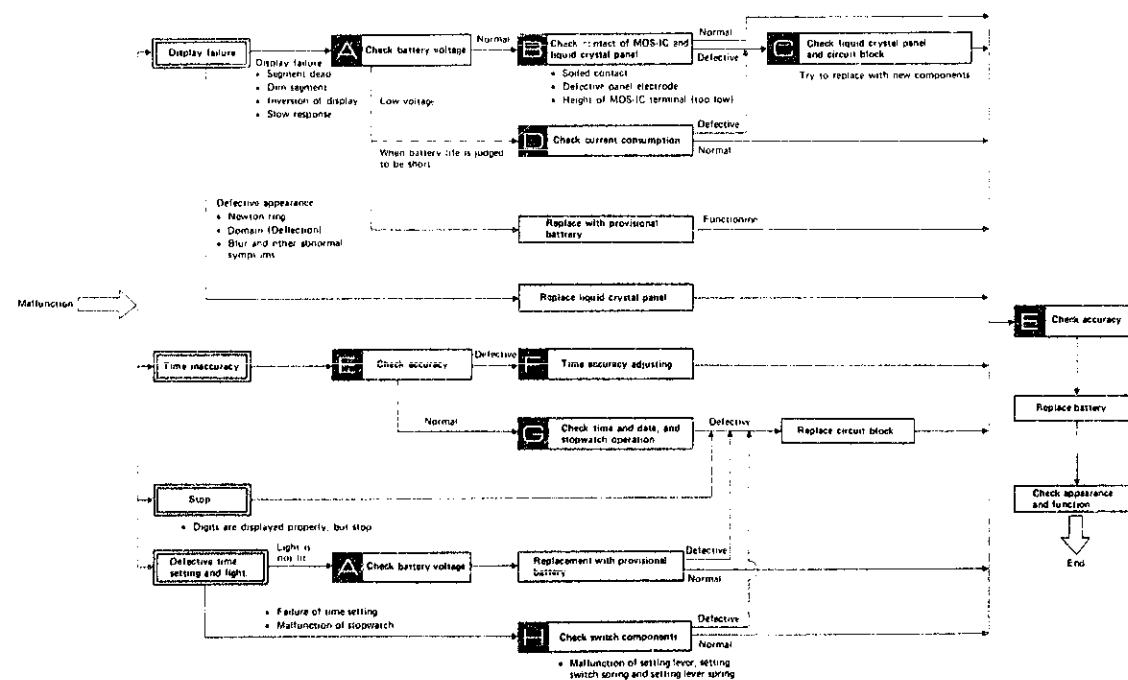 Display failure
Display failure
• Segment dead
• Dim segment
• Inversion of display
• Slow response
A Check battery voltage
Normal
Low voltage
When battery life is judged
to be short
B Check contact of MOS-IC and
liquid crystal panel
• Soiled contact
• Defective panel electrode
• Height of MOS-IC terminal (too low)
Normal
Defective
C Check liquid crystal panel
and circuit block
Try to replace with new components
D Check current consumption
Defective
Normal
Defective appearance
• Newton ring
• Domain (Deflection)
• Blur and other abnormal
symptoms
Replace with provisional
battrery
Functioning
Malfunction
Replace liquid crystal panel
E Check accuracy
Time inaccuracy
E Check accuracy
Defective
F Time accuracy adjusting
Replace battery
Normal
G Check time and date, and
stopwatch operation
Defective
Replace circuit block
Stop
• Digits are displayed properly, but stop
Check appearance
and function
End
Defective time
setting and light
Light is
not lit
A Check battery voltage
Replacement with provisional
battery
Defective
Normal
• Failure of time setting
• Malfunction of stopwatch
H Check switch components
Defective
Normal
• Malfunction of setting lever, setting
switch spring and setting lever spring